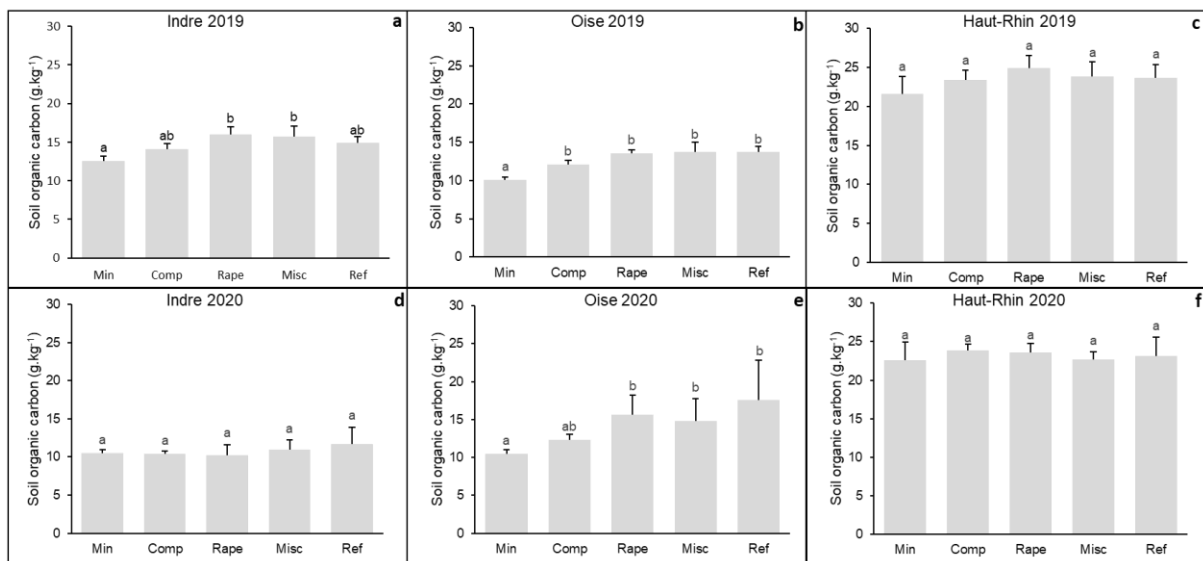 Indre 2019
a
Soil organic carbon (g.kg⁻¹)
30
25
20
15
10
5
0
a
ab
b
b
ab
Min Comp Rape Misc Ref
Oise 2019
b
Soil organic carbon (g.kg⁻¹)
30
25
20
15
10
5
0
a
b
b
b
b
Min Comp Rape Misc Ref
Haut-Rhin 2019
c
Soil organic carbon (g.kg⁻¹)
30
25
20
15
10
5
0
a
a
a
a
a
Min Comp Rape Misc Ref
Indre 2020
d
Soil organic carbon (g.kg⁻¹)
30
25
20
15
10
5
0
a
a
a
a
a
Min Comp Rape Misc Ref
Oise 2020
e
Soil organic carbon (g.kg⁻¹)
30
25
20
15
10
5
0
a
ab
b
b
b
Min Comp Rape Misc Ref
Haut-Rhin 2020
f
Soil organic carbon (g.kg⁻¹)
30
25
20
15
10
5
0
a
a
a
a
a
Min Comp Rape Misc Ref